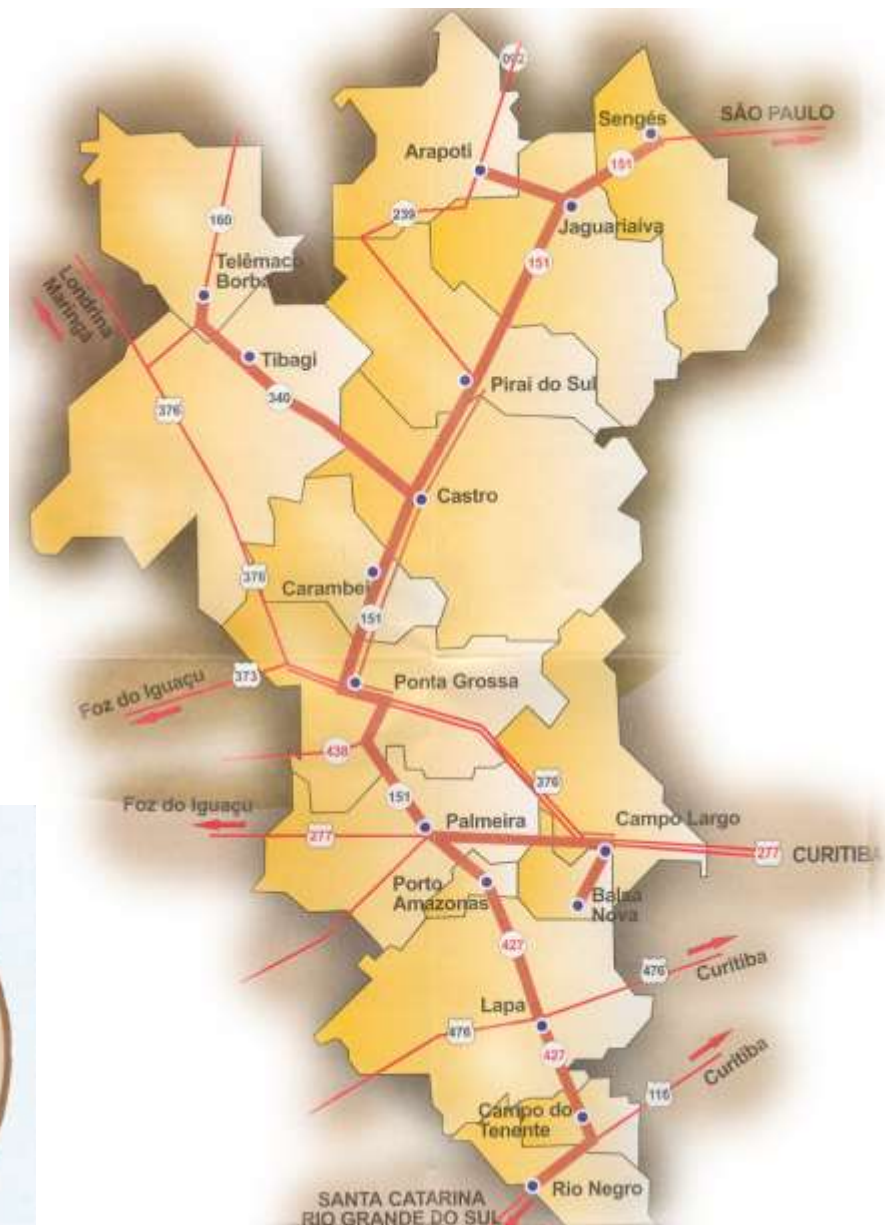 092
Sengés
SÃO PAULO
Arapoti
151
239
Jaguariaiva
160
151
Telêmaco
Borba
Londrina
Maringá
Tibagi
Pirai do Sul
340
376
Castro
376
Carambei
151
Ponta Grossa
373
Foz do Iguaçu
438
376
151
Foz do Iguaçu
Palmeira
Campo Largo
277
277
CURITIBA
Porto
Amazonas
Balsa
Nova
427
476
Curitiba
Lapa
476
427
Curitiba
116
Campo do
Tenente
Rio Negro
SANTA CATARINA
RIO GRANDE DO SUL